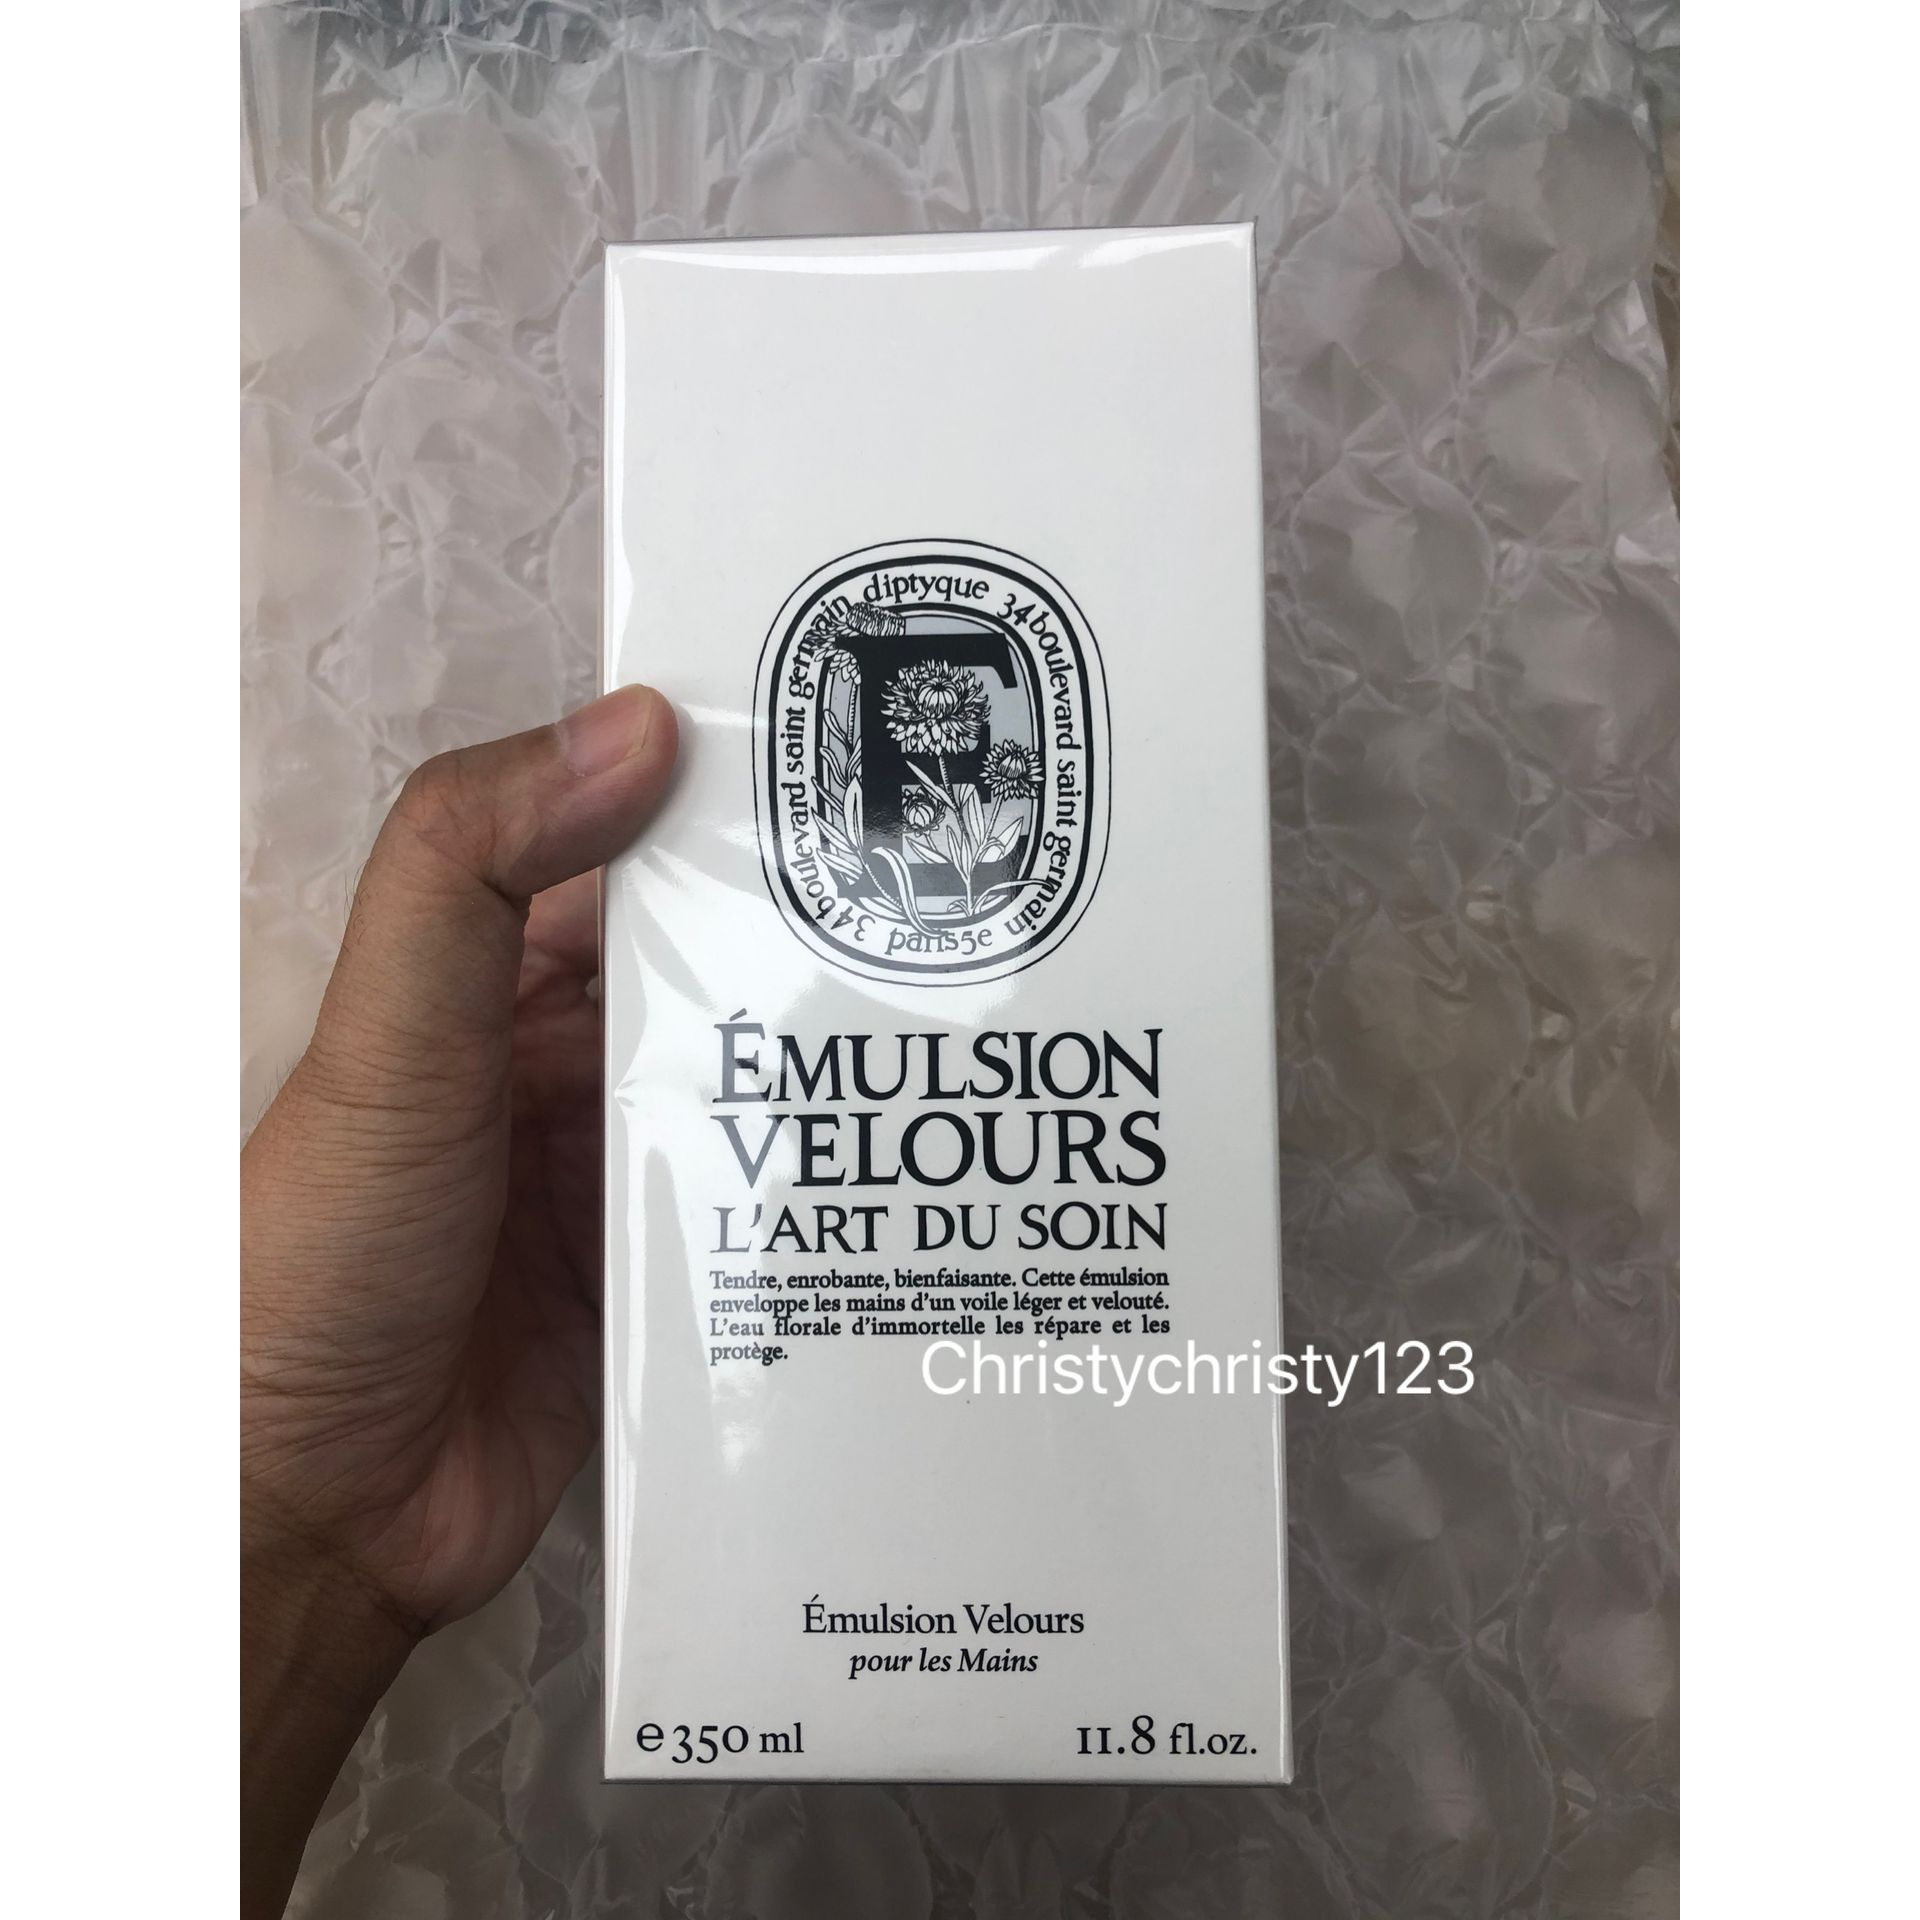 diptyque 34 boulevard saint germain paris5e 34 boulevard saint germain
E
ÉMULSION
VELOURS
L'ART DU SOIN
Tendre, enrobante, bienfaisante. Cette émulsion
enveloppe les mains d'un voile léger et velouté.
L'eau florale d'immortelle les répare et les
protège.
Christychristy123
Émulsion Velours
pour les Mains
e 350 ml
11.8 fl.oz.